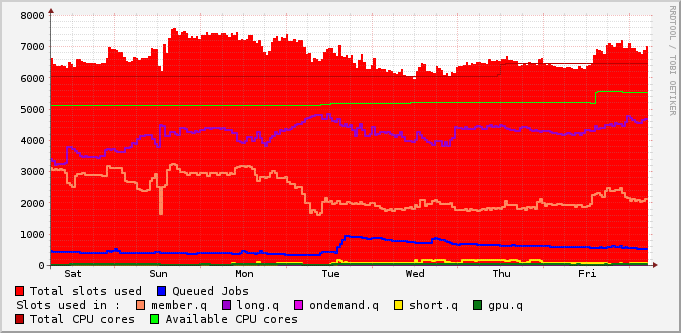 8000
7000
6000
5000
4000
3000
2000
1000
0
Sat Sun Mon Tue Wed Thu Fri
RRDTOOL / TOBI OETIKER
Total slots used Queued Jobs
Slots used in : member.q long.q ondemand.q short.q gpu.q
Total CPU cores Available CPU cores